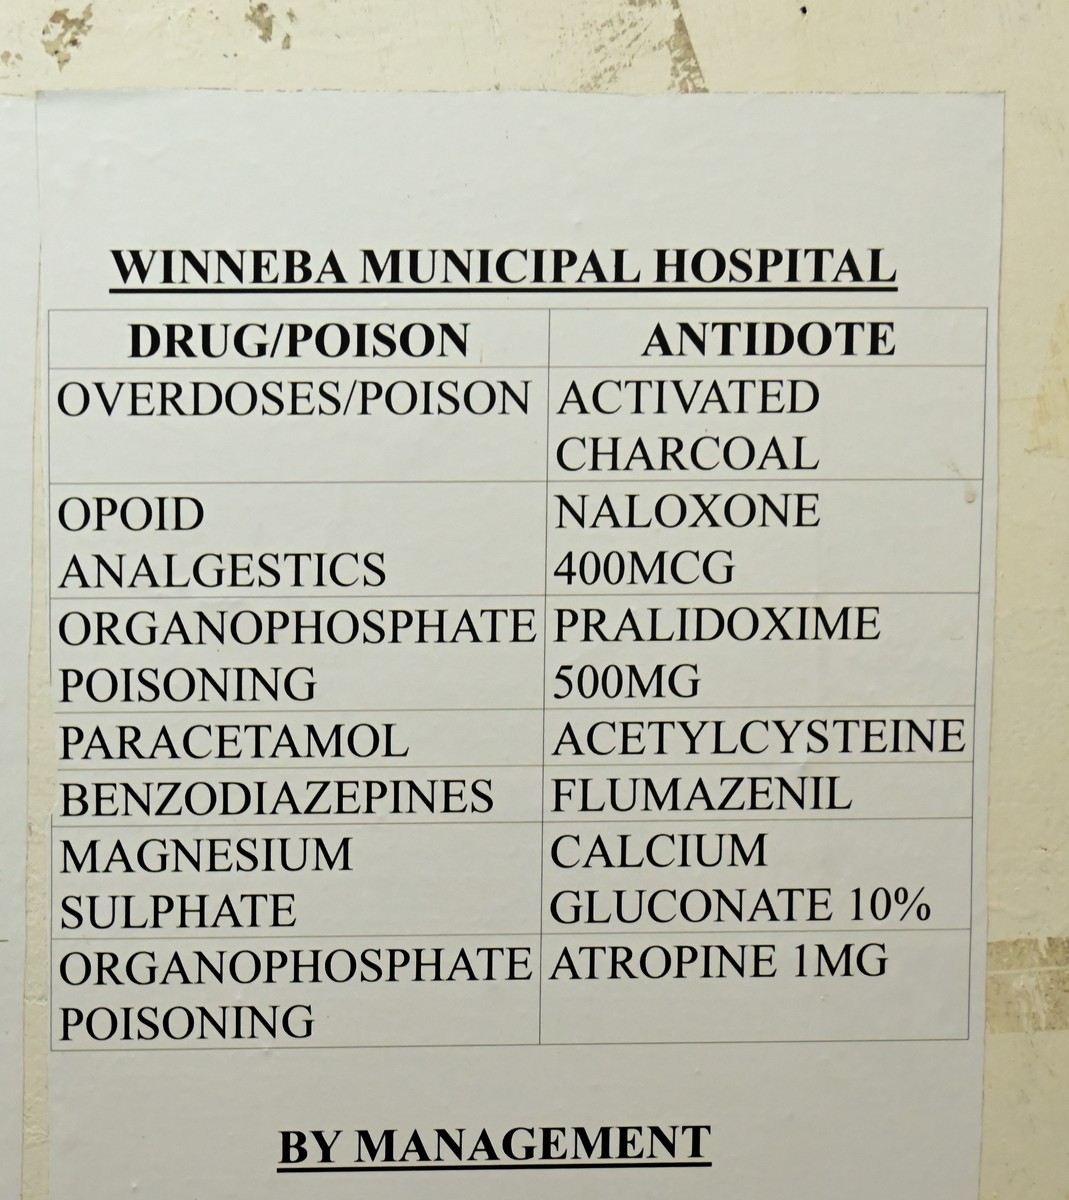 WINNEBA MUNICIPAL HOSPITAL
DRUG/POISON ANTIDOTE
OVERDOSES/POISON ACTIVATED
CHARCOAL
OPOID NALOXONE
ANALGESTICS 400MCG
ORGANOPHOSPHATE PRALIDOXIME
POISONING 500MG
PARACETAMOL ACETYLCYSTEINE
BENZODIAZEPINES FLUMAZENIL
MAGNESIUM CALCIUM
SULPHATE GLUCONATE 10%
ORGANOPHOSPHATE ATROPINE 1MG
POISONING
BY MANAGEMENT